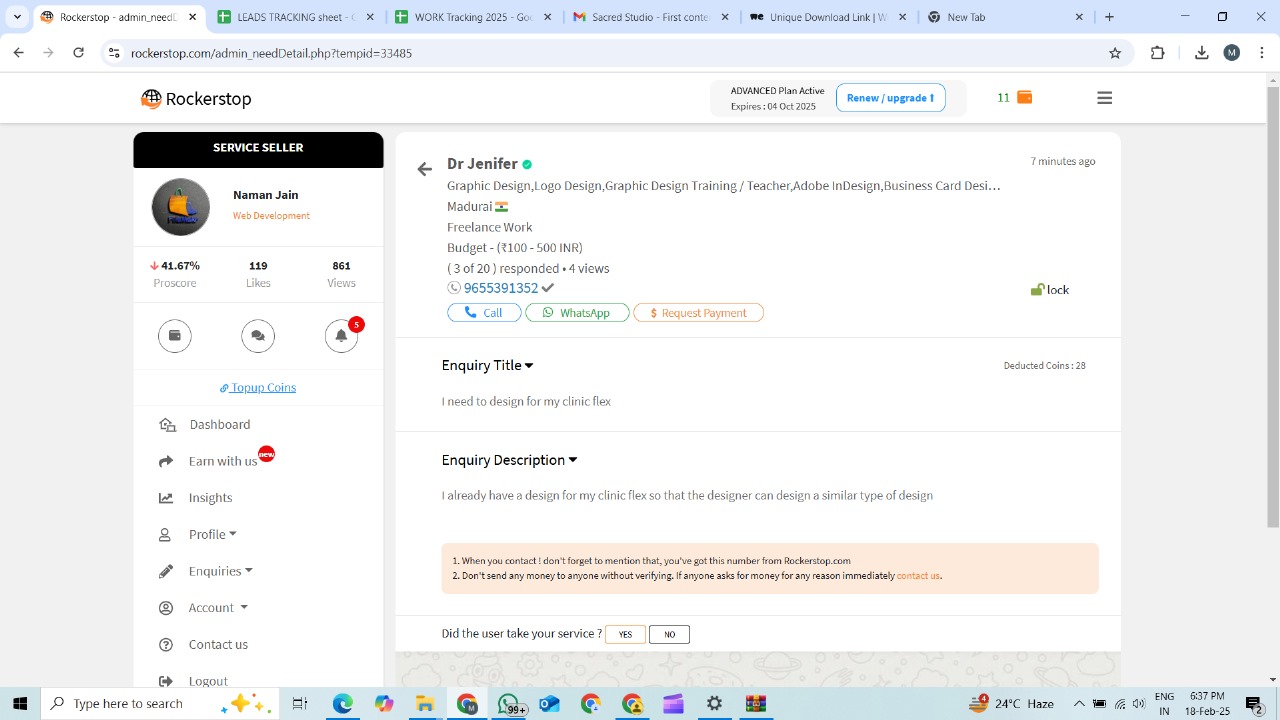 Rockerstop - admin_needD
LEADS TRACKING sheet - G
WORK Tracking 2025 - Goo
Sacred Studio - First conte
Unique Download Link | W
New Tab
rockerstop.com/admin_needDetail.php?tempid=33485
M
Rockerstop
ADVANCED Plan Active
Expires : 04 Oct 2025
Renew / upgrade
11
SERVICE SELLER
Naman Jain
Web Development
41.67%
Proscore
119
Likes
861
Views
5
Topup Coins
Dashboard
Earn with us new
Insights
Profile
Enquiries
Account
Contact us
Logout
Dr Jenifer
7 minutes ago
Graphic Design,Logo Design,Graphic Design Training / Teacher,Adobe InDesign,Business Card Desi...
Madurai
Freelance Work
Budget - (₹100 - 500 INR)
( 3 of 20 ) responded • 4 views
9655391352
lock
Call
WhatsApp
$ Request Payment
Enquiry Title
Deducted Coins : 28
I need to design for my clinic flex
Enquiry Description
I already have a design for my clinic flex so that the designer can design a similar type of design
1. When you contact ! don't forget to mention that, you've got this number from Rockerstop.com
2. Don't send any money to anyone without verifying. If anyone asks for money for any reason immediately contact us.
Did the user take your service ? YES NO
Type here to search
99+
4
24°C Haze
ENG
IN
6:37 PM
18-Feb-25
2